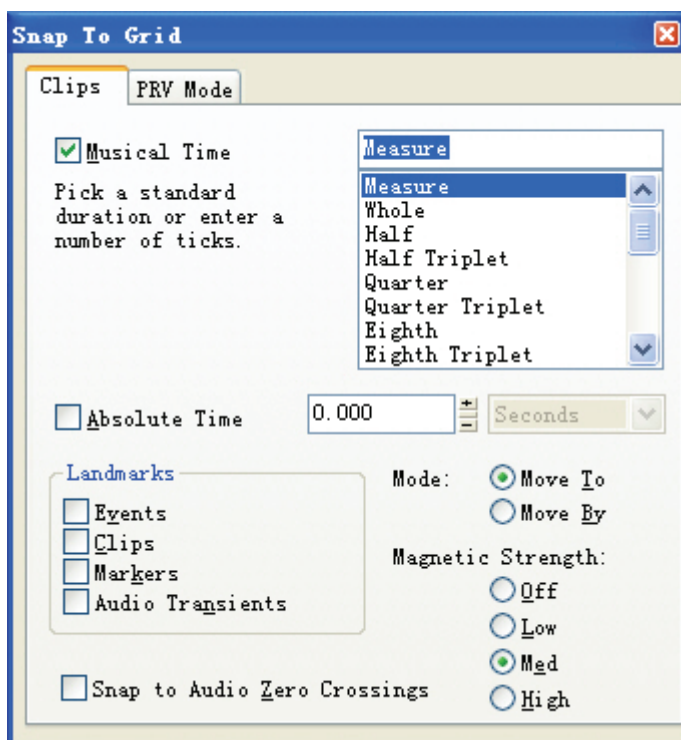 Snap To Grid
Clips
PRV Mode
Musical Time
Pick a standard
duration or enter a
number of ticks.
Measure
Measure
Whole
Half
Half Triplet
Quarter
Quarter Triplet
Eighth
Eighth Triplet
Absolute Time
0.000
Seconds
Landmarks
Events
Clips
Markers
Audio Transients
Mode:
Move To
Move By
Magnetic Strength:
Off
Low
Med
High
Snap to Audio Zero Crossings